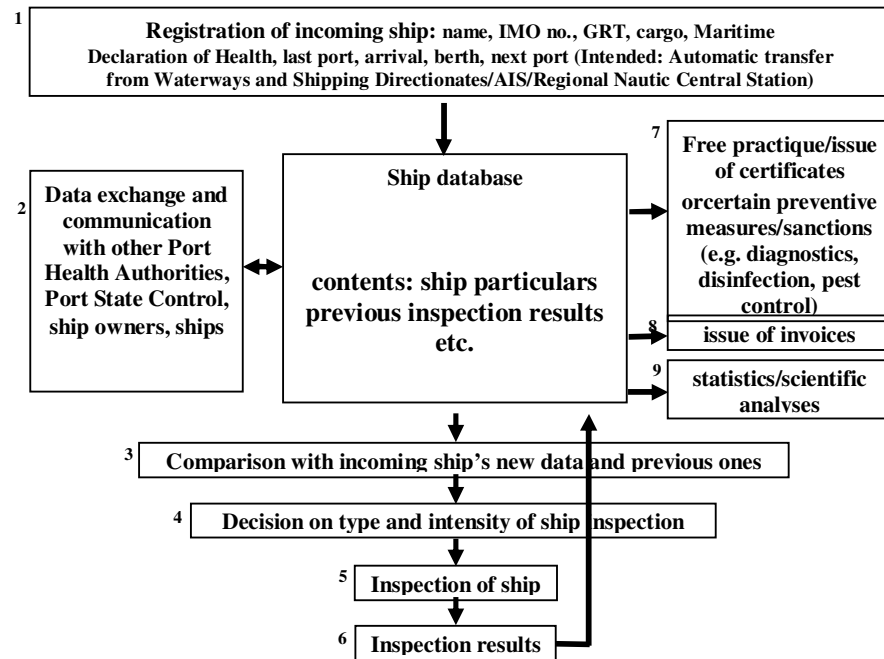 1
Registration of incoming ship: name, IMO no., GRT, cargo, Maritime
Declaration of Health, last port, arrival, berth, next port (Intended: Automatic transfer
from Waterways and Shipping Directionates/AIS/Regional Nautic Central Station)
2
Data exchange and
communication
with other Port
Health Authorities,
Port State Control,
ship owners, ships
Ship database
contents: ship particulars
previous inspection results
etc.
7
Free practique/issue
of certificates
orcertain preventive
measures/sanctions
(e.g. diagnostics,
disinfection, pest
control)
8
issue of invoices
9
statistics/scientific
analyses
3
Comparison with incoming ship's new data and previous ones
4
Decision on type and intensity of ship inspection
5
Inspection of ship
6
Inspection results